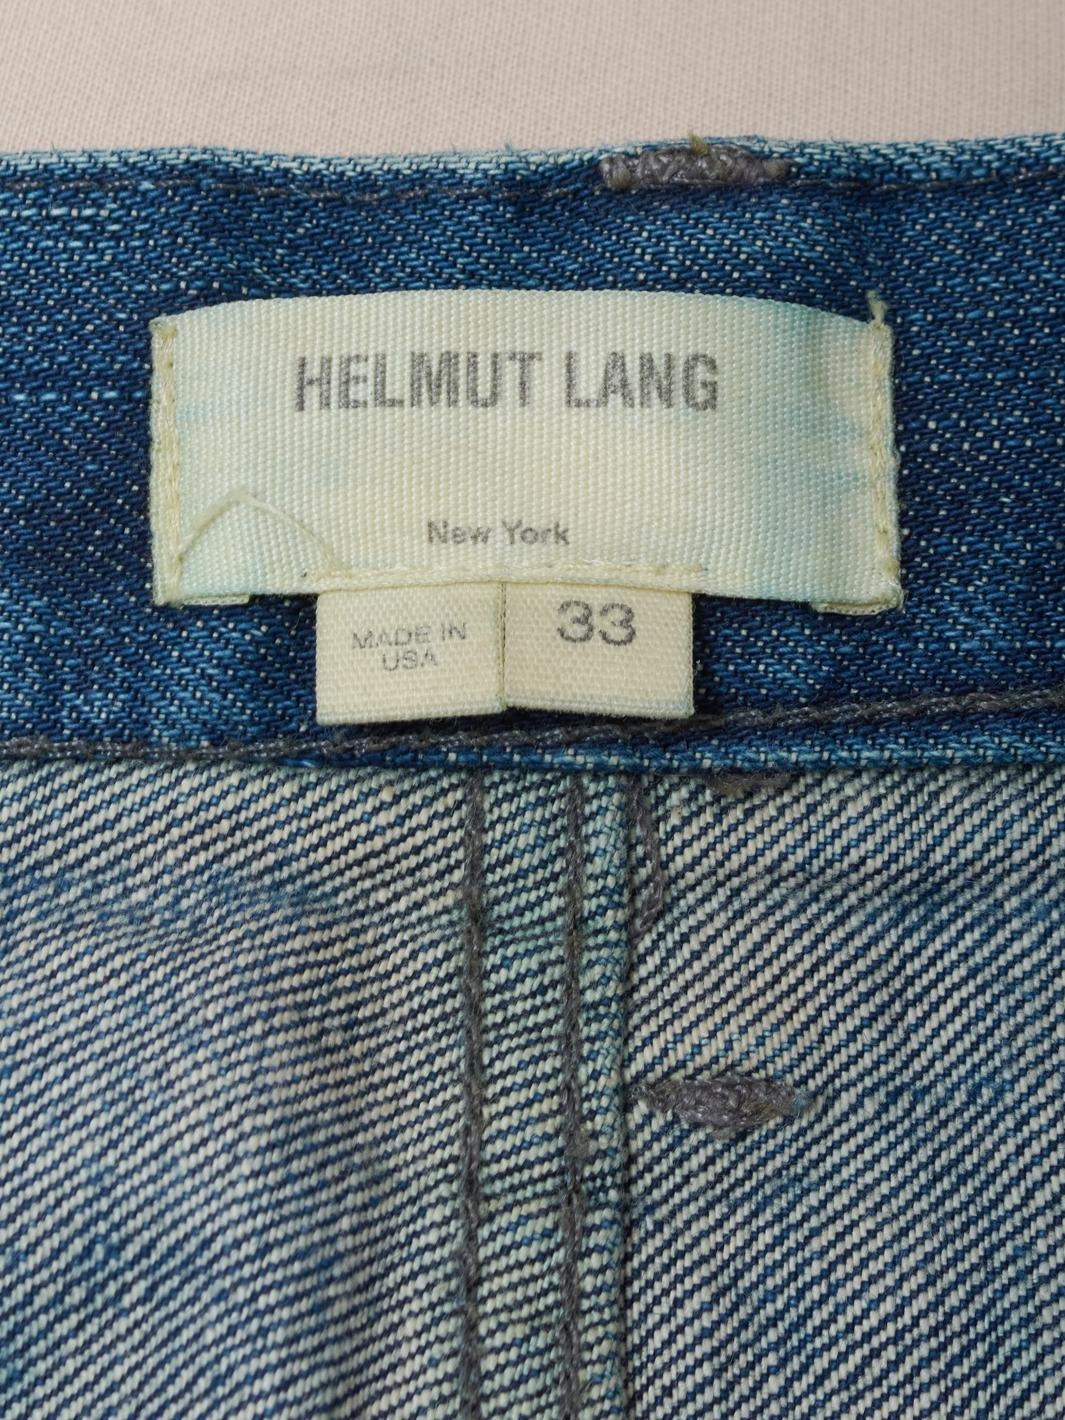 HELMUT LANG
New York
MADE IN
USA
33